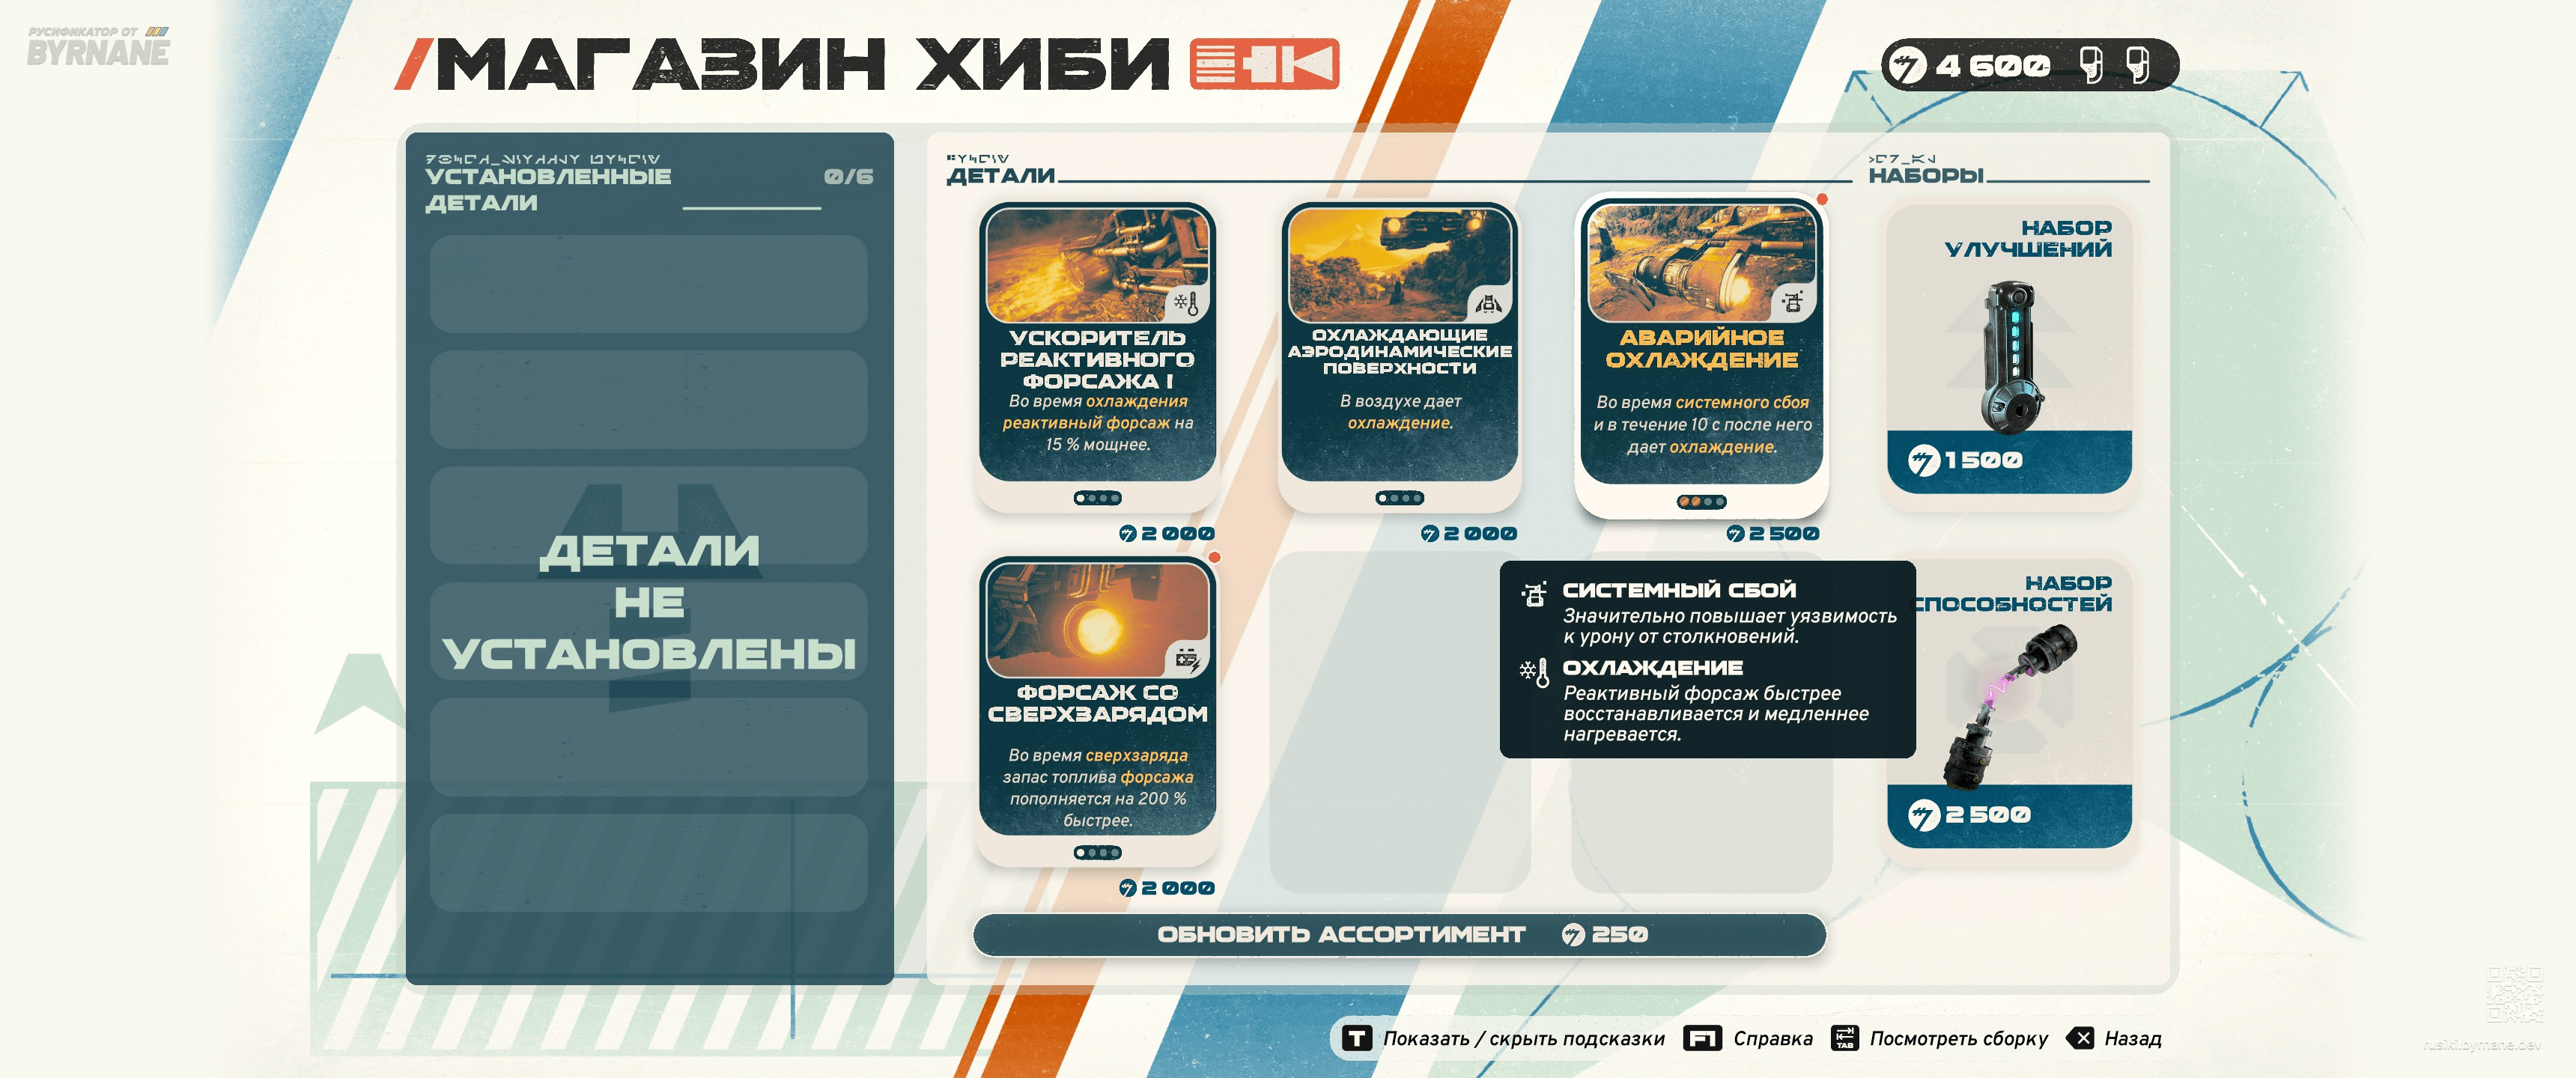 РУСИФИКАТОР ОТ
BYRNANE
/МАГАЗИН ХИБИ
4 600
УСТАНОВЛЕННЫЕ
ДЕТАЛИ
0/6
ДЕТАЛИ
НЕ
УСТАНОВЛЕНЫ
ДЕТАЛИ
УСКОРИТЕЛЬ
РЕАКТИВНОГО
ФОРСАЖА I
Во время охлаждения
реактивный форсаж на
15 % мощнее.
2 000
ОХЛАЖДАЮЩИЕ
АЭРОДИНАМИЧЕСКИЕ
ПОВЕРХНОСТИ
В воздухе дает
охлаждение.
2 000
АВАРИЙНОЕ
ОХЛАЖДЕНИЕ
Во время системного сбоя
и в течение 10 с после него
дает охлаждение.
2 500
ФОРСАЖ СО
СВЕРХЗАРЯДОМ
Во время сверхзаряда
запас топлива форсажа
пополняется на 200 %
быстрее.
2 000
СИСТЕМНЫЙ СБОЙ
Значительно повышает уязвимость
к урону от столкновений.
ОХЛАЖДЕНИЕ
Реактивный форсаж быстрее
восстанавливается и медленнее
нагревается.
НАБОРЫ
НАБОР
УЛУЧШЕНИЙ
1 500
НАБОР
СПОСОБНОСТЕЙ
2 500
ОБНОВИТЬ АССОРТИМЕНТ 250
T Показать / скрыть подсказки F1 Справка TAB Посмотреть сборку Назад
rusiki.byrnane.dev